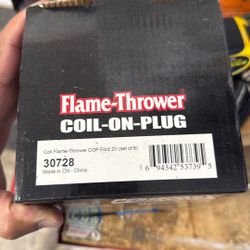 Flame-Thrower
COIL-ON-PLUG
Coil Flame-Thrower COP Ford 2V (set of 8)
30728
Made in CN - China
6 94342 53739 5